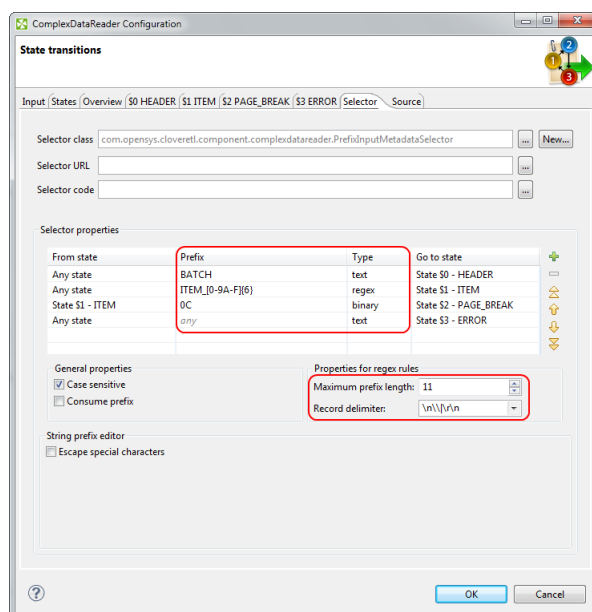 ComplexDataReader Configuration
State transitions
1 2 3
Input States Overview $0 HEADER $1 ITEM $2 PAGE_BREAK $3 ERROR Selector Source
Selector class com.opensys.cloveretl.component.complexdatareader.PrefixInputMetadataSelector ... New...
Selector URL ...
Selector code ...
Selector properties
From state Prefix Type Go to state
Any state BATCH text State $0 - HEADER
Any state ITEM_[0-9A-F]{6} regex State $1 - ITEM
State $1 - ITEM 0C binary State $2 - PAGE_BREAK
Any state any text State $3 - ERROR
General properties Properties for regex rules
Case sensitive Maximum prefix length: 11
Consume prefix Record delimiter: \n\\|\r\n
String prefix editor
Escape special characters
? OK Cancel